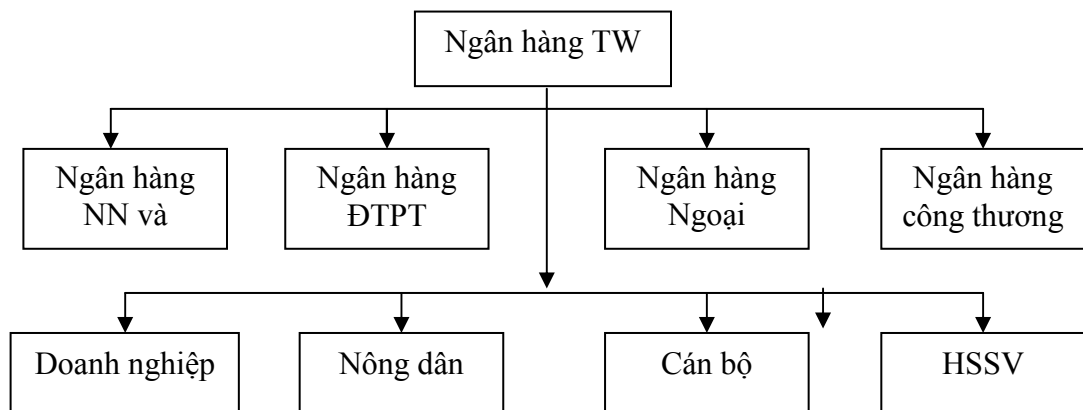 Ngân hàng TW
Ngân hàng
NN và
Ngân hàng
ĐTPT
Ngân hàng
Ngoại
Ngân hàng
công thương
Doanh nghiệp
Nông dân
Cán bộ
HSSV